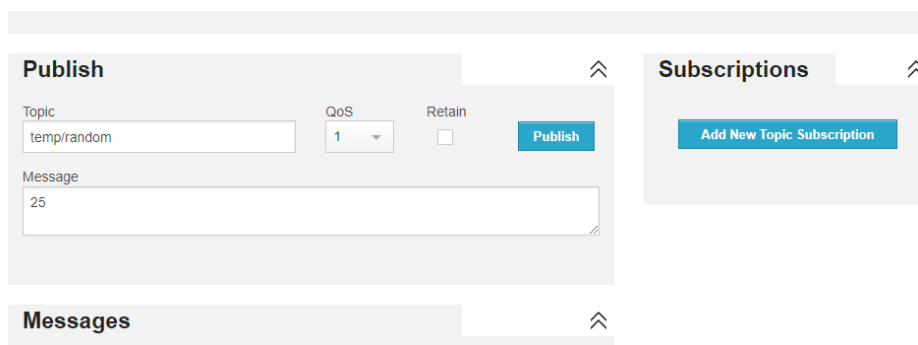 Publish
Subscriptions
Topic QoS Retain
temp/random 1 Publish
Add New Topic Subscription
Message
25
Messages